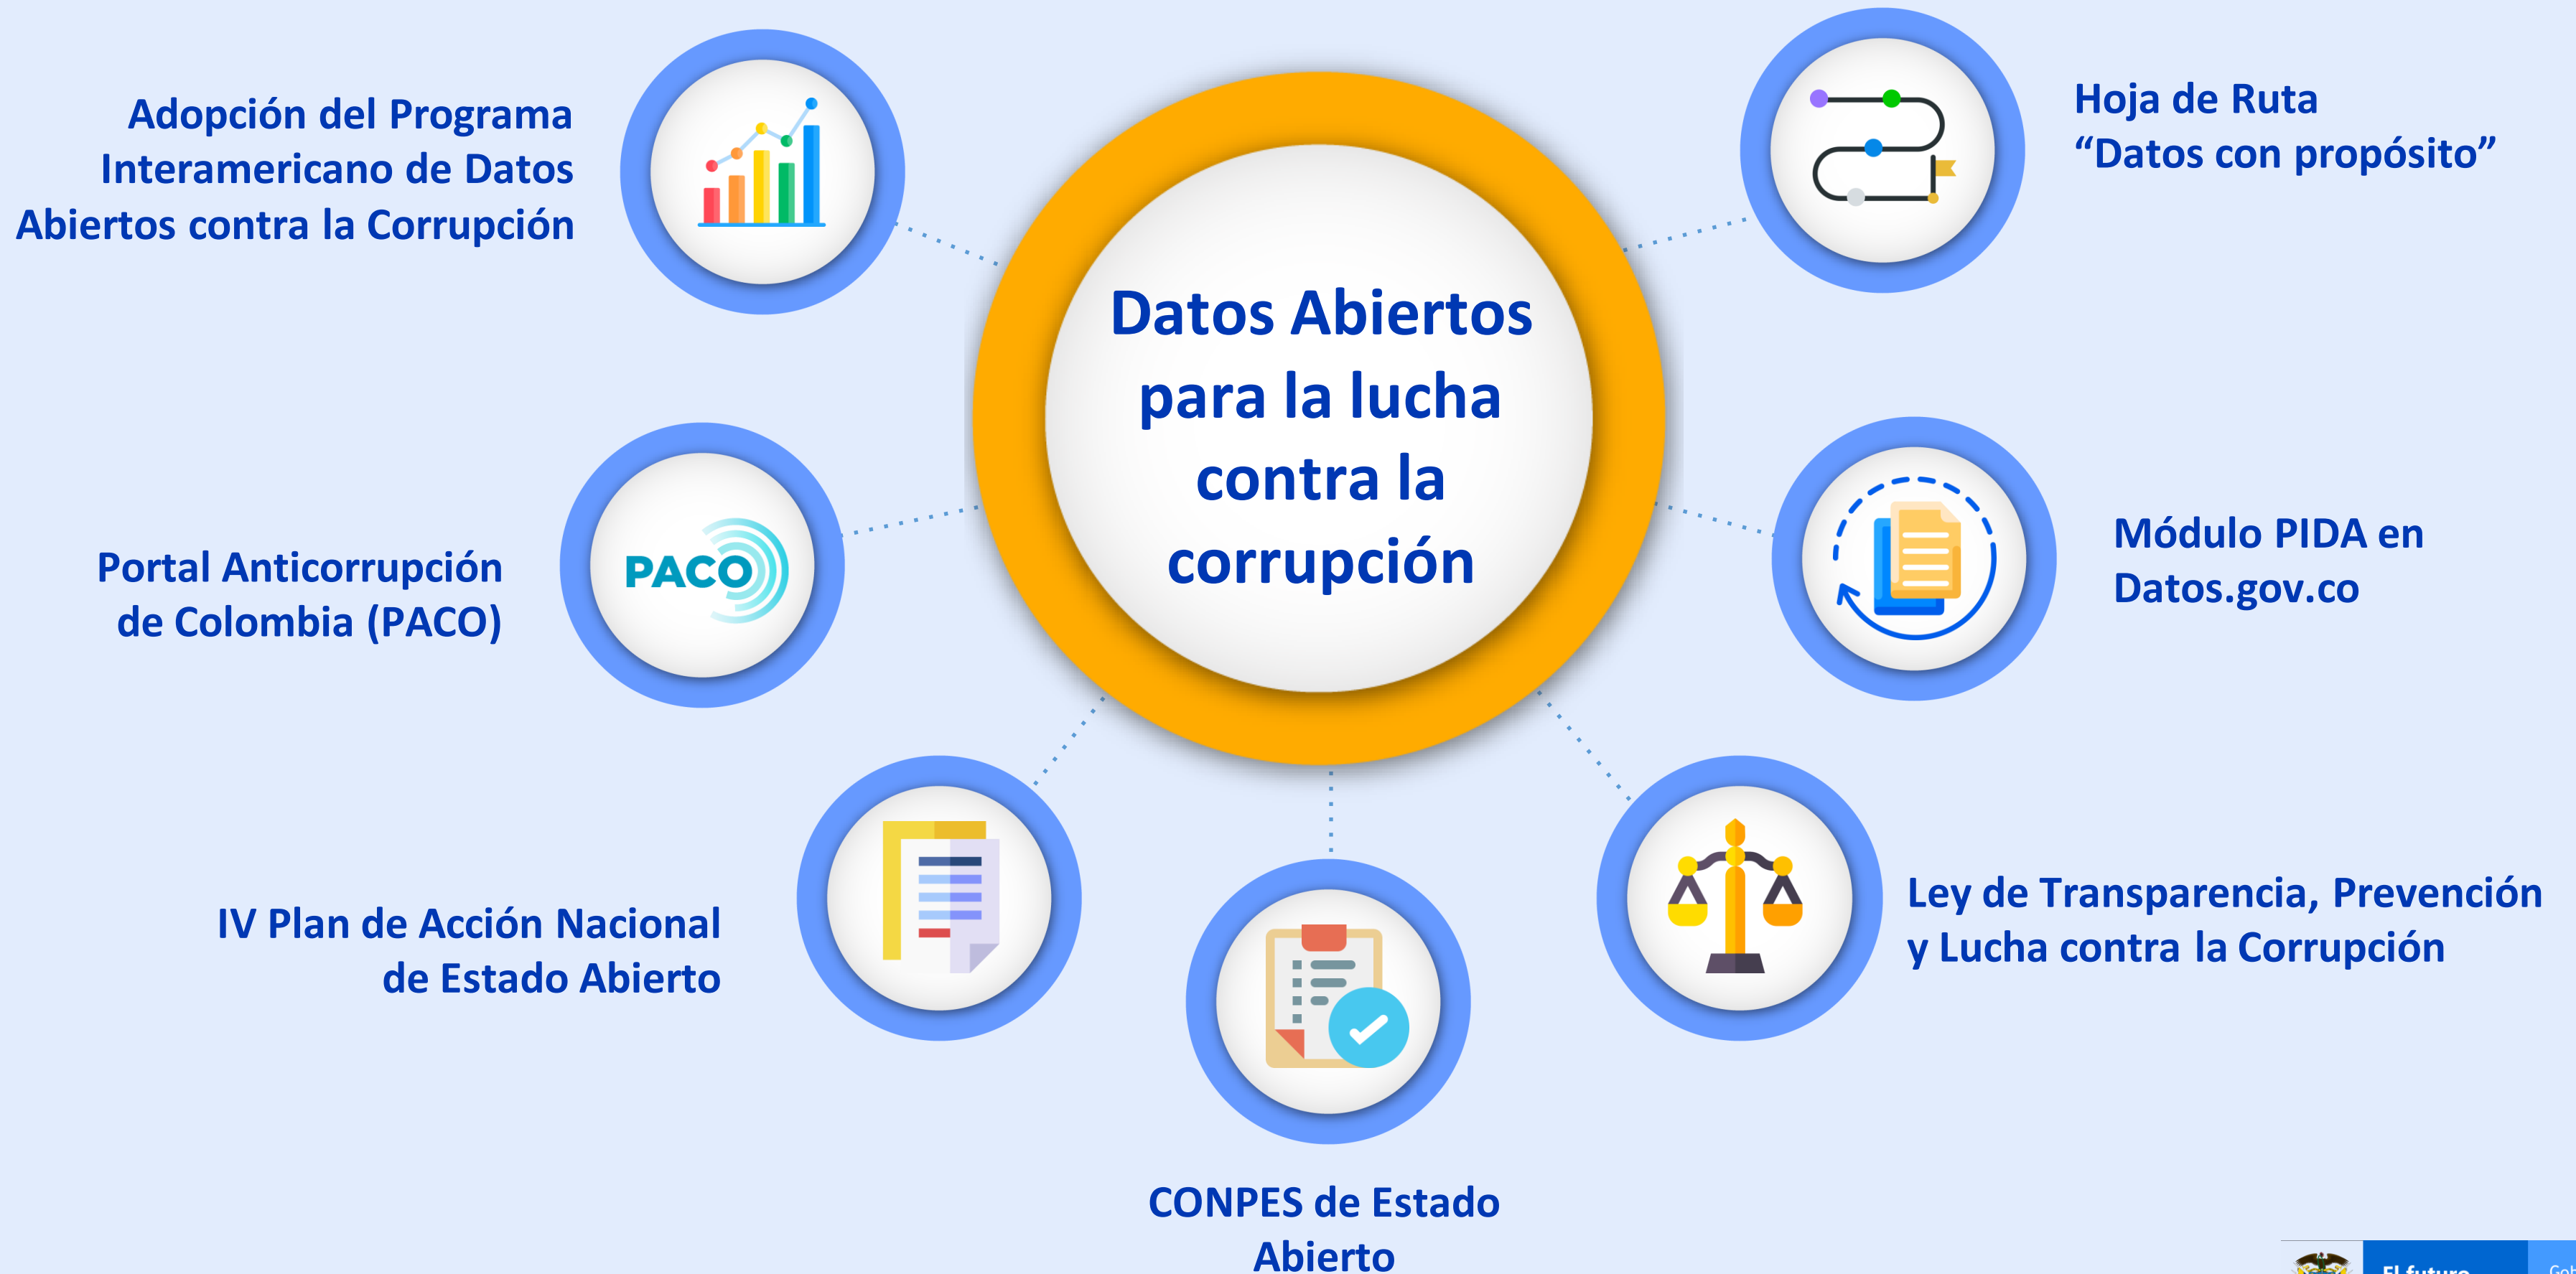 Adopción del Programa
Interamericano de Datos
Abiertos contra la Corrupción
Hoja de Ruta
“Datos con propósito”
Datos Abiertos
para la lucha
contra la
corrupción
PACO
Portal Anticorrupción
de Colombia (PACO)
Módulo PIDA en
Datos.gov.co
IV Plan de Acción Nacional
de Estado Abierto
Ley de Transparencia, Prevención
y Lucha contra la Corrupción
CONPES de Estado
Abierto
El futuro